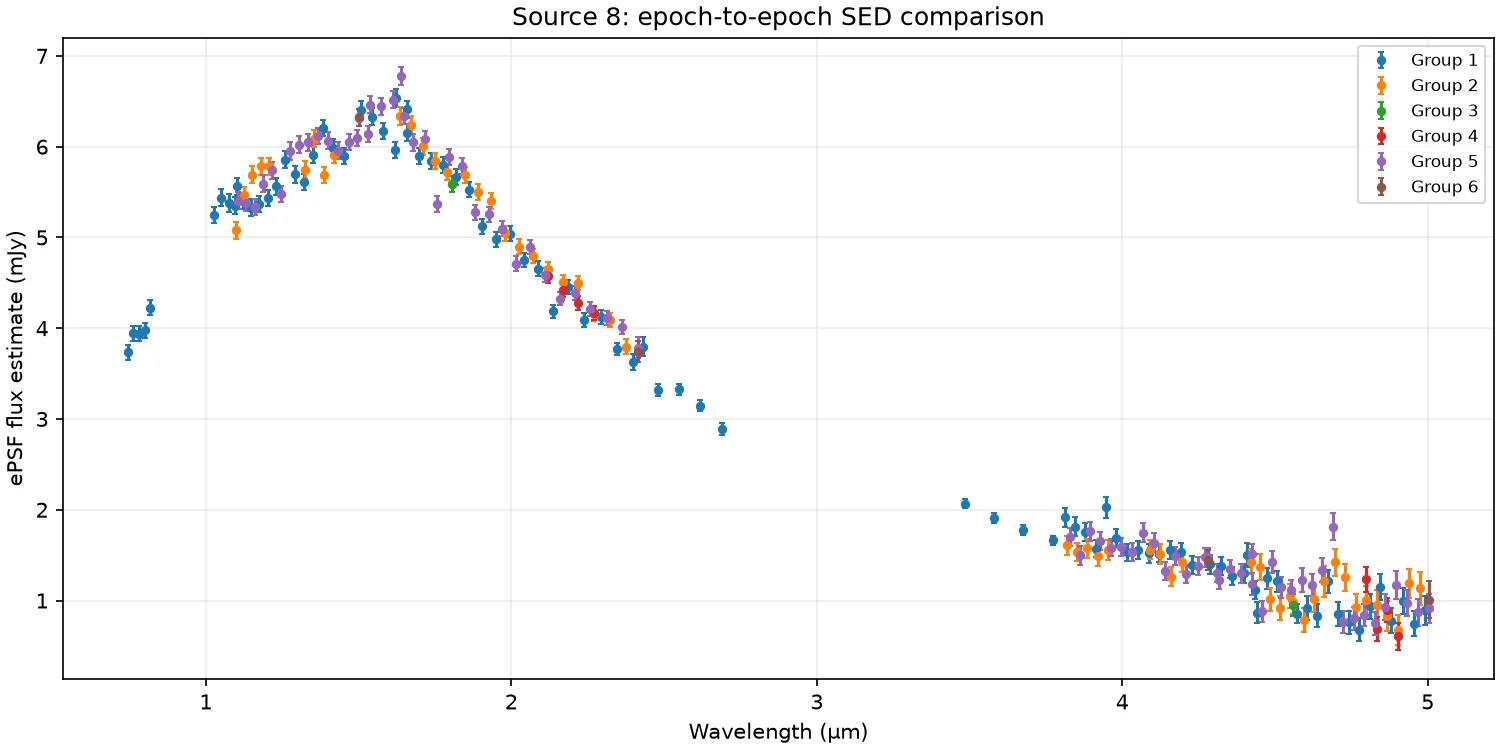 Source 8: epoch-to-epoch SED comparison
7
6
5
4
3
2
1
ePSF flux estimate (mJy)
Group 1
Group 2
Group 3
Group 4
Group 5
Group 6
1 2 3 4 5
Wavelength (μm)